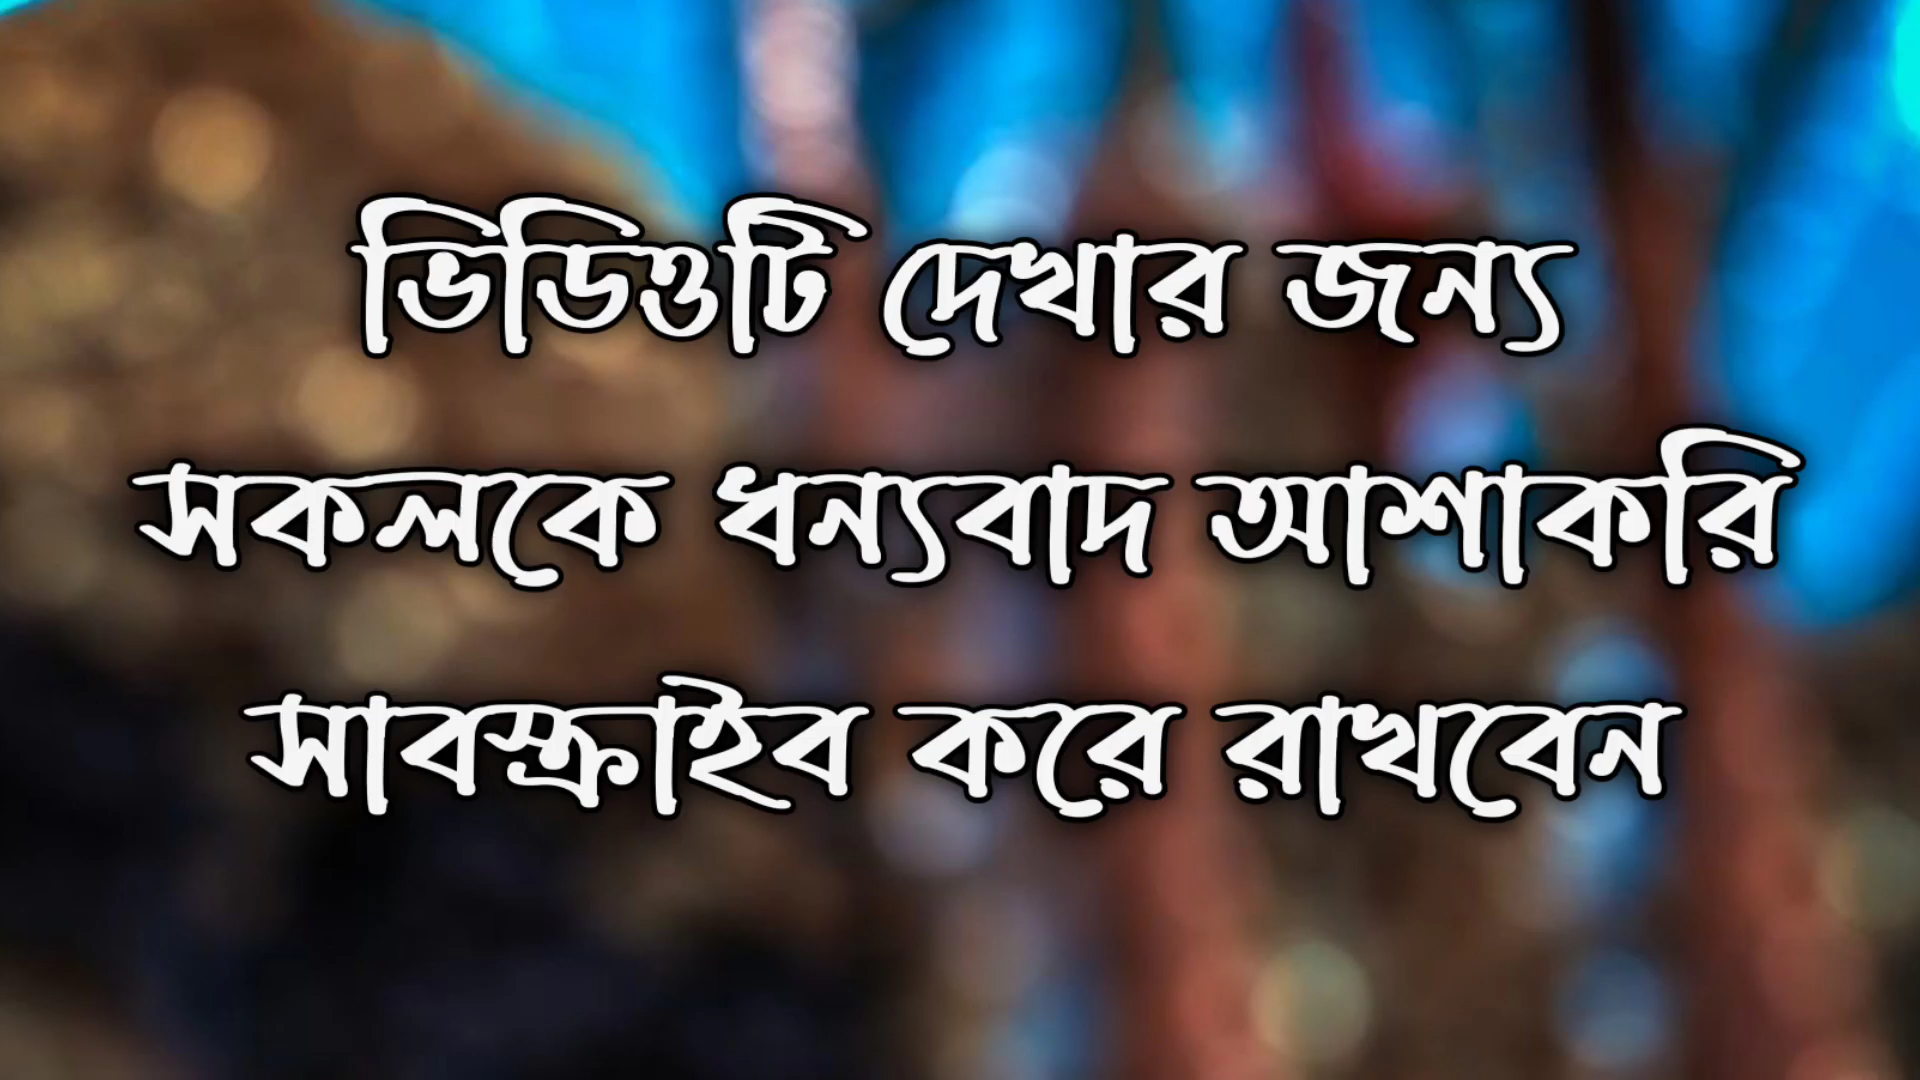 ভিডিওটি দেখার জন্য
সকলকে ধন্যবাদ আশাকরি
সাবস্ক্রাইব করে রাখবেন